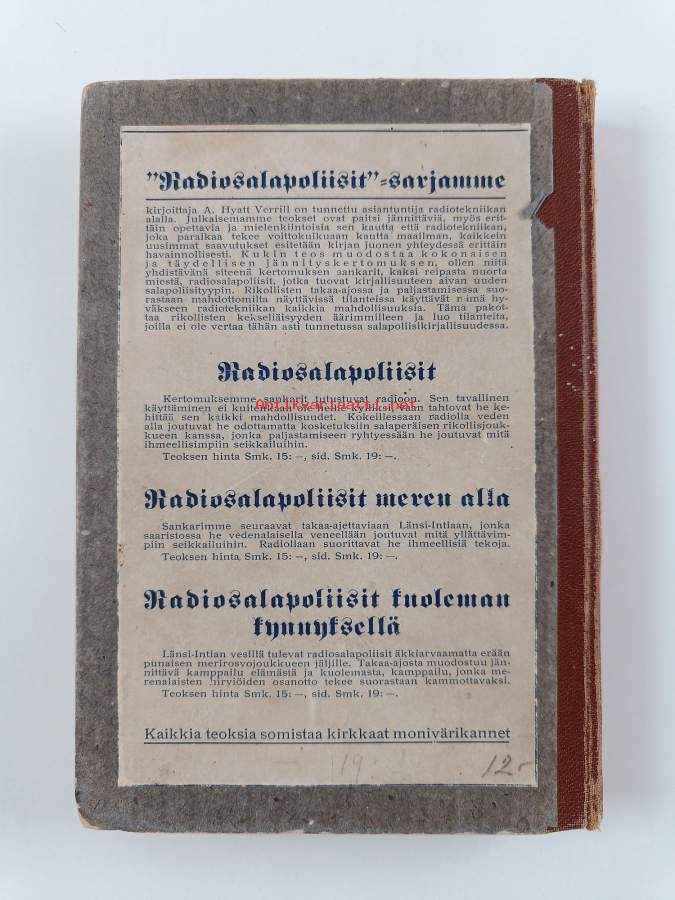 "Radiosalapoliisit"=sarjamme
kirjoittaja A. Hyatt Verrill on tunnettu asiantuntija radiotekniikan
alalla. Julkaisemamme teokset ovat paitsi jännittäviä, myös erit-
täin opettavia ja mielenkiintoisia sen kautta että radiotekniikan,
joka paraikaa tekee voittokulkuaan kautta maailman, kaikkein
uusimmat saavutukset esitetään kirjan juonen yhteydessä erittäin
havainnollisesti. Kukin teos muodostaa kokonaisen
ja täydellisen jännityskertomuksen, ollen niitä
yhdistävänä siteenä kertomuksen sankarit, kaksi reipasta nuorta
miestä, radiosalapoliisit, jotka tuovat kirjallisuuteen aivan uuden
salapoliisityypin. Rikollisten takaa-ajossa ja paljastamisessa suo-
rastaan mahdottomilta näyttävissä tilanteissa käyttävät nämä hy-
väkseen radiotekniikan kaikkia mahdollisuuksia. Tämä pakot-
taa rikollisten kekseliäisyyden äärimmilleen ja luo tilanteita,
joilla ei ole vertaa tähän asti tunnetussa salapoliisikirjallisuudessa.
Radiosalapoliisit
Kertomuksemme sankarit tutustuvat radioon. Sen tavallinen
käyttäminen ei kuitenkaan ole heille kylliksi, vaan tahtovat he ke-
hittää sen kaikki mahdollisuudet. Kokeillessaan radiolla veden
alla joutuvat he odottamatta kosketuksiin salaperäisen rikollisjouk-
kueen kanssa, jonka paljastamiseen ryhtyessään he joutuvat mitä
ihmeellisimpiin seikkailuihin.
Teoksen hinta Smk. 15: —, sid. Smk. 19: —.
Antikvariaatti.net
Radiosalapoliisit meren alla
Sankarimme seuraavat takaa-ajettaviaan Länsi-Intiaan, jonka
saaristossa he vedenalaisella veneellään joutuvat mitä yllättävim-
piin seikkailuihin. Radiollaan suorittavat he ihmeellisiä tekoja.
Teoksen hinta Smk. 15: —, sid. Smk. 19: —.
Radiosalapoliisit kuoleman
kynnyksellä
Länsi-Intian vesillä tulevat radiosalapoliisit äkkiarvaamatta erään
punaisen merirosvojoukkueen jäljille. Takaa-ajosta muodostuu jän-
nittävä kamppailu elämästä ja kuolemasta, kamppailu, jonka me-
renalaisten hirviöiden osanotto tekee suorastaan kammottavaksi.
Teoksen hinta Smk. 15: —, sid. Smk. 19: —.
Kaikkia teoksia somistaa kirkkaat monivärikannet
19 12-